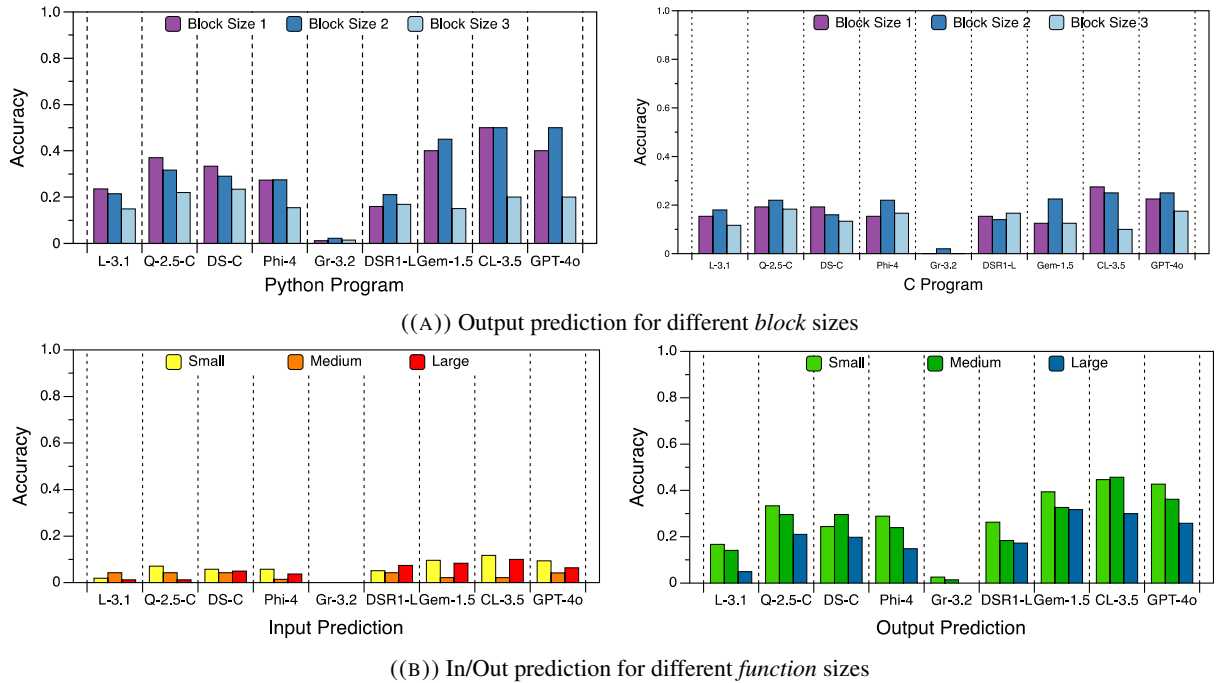 Block Size 1 Block Size 2 Block Size 3
1.0
0.8
0.6
0.4
0.2
0
Accuracy
L-3.1 Q-2.5-C DS-C Phi-4 Gr-3.2 DSR1-L Gem-1.5 CL-3.5 GPT-4o
Python Program
Block Size 1 Block Size 2 Block Size 3
1.0
0.8
0.6
0.4
0.2
0
Accuracy
L-3.1 Q-2.5-C DS-C Phi-4 Gr-3.2 DSR1-L Gem-1.5 CL-3.5 GPT-4o
C Program
((A)) Output prediction for different block sizes
Small Medium Large
1.0
0.8
0.6
0.4
0.2
0
Accuracy
L-3.1 Q-2.5-C DS-C Phi-4 Gr-3.2 DSR1-L Gem-1.5 CL-3.5 GPT-4o
Input Prediction
Small Medium Large
1.0
0.8
0.6
0.4
0.2
0
Accuracy
L-3.1 Q-2.5-C DS-C Phi-4 Gr-3.2 DSR1-L Gem-1.5 CL-3.5 GPT-4o
Output Prediction
((B)) In/Out prediction for different function sizes